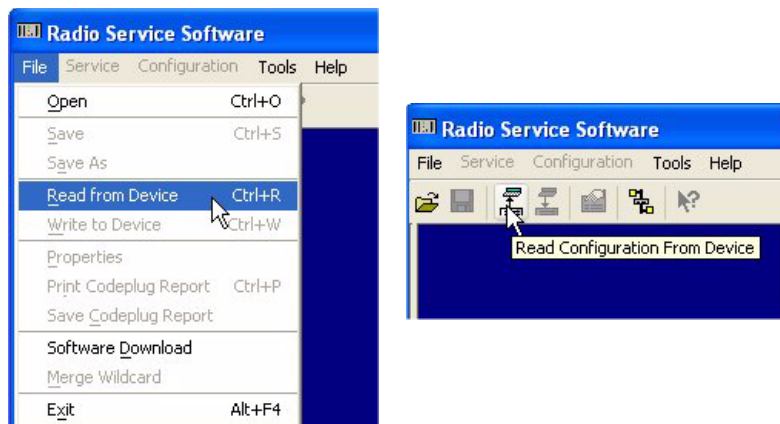 Radio Service Software
File Service Configuration Tools Help
Open Ctrl+O
Save Ctrl+S
Save As
Read from Device Ctrl+R
Write to Device Ctrl+W
Properties
Print Codeplug Report Ctrl+P
Save Codeplug Report
Software Download
Merge Wildcard
Exit Alt+F4
Radio Service Software
File Service Configuration Tools Help
Read Configuration From Device